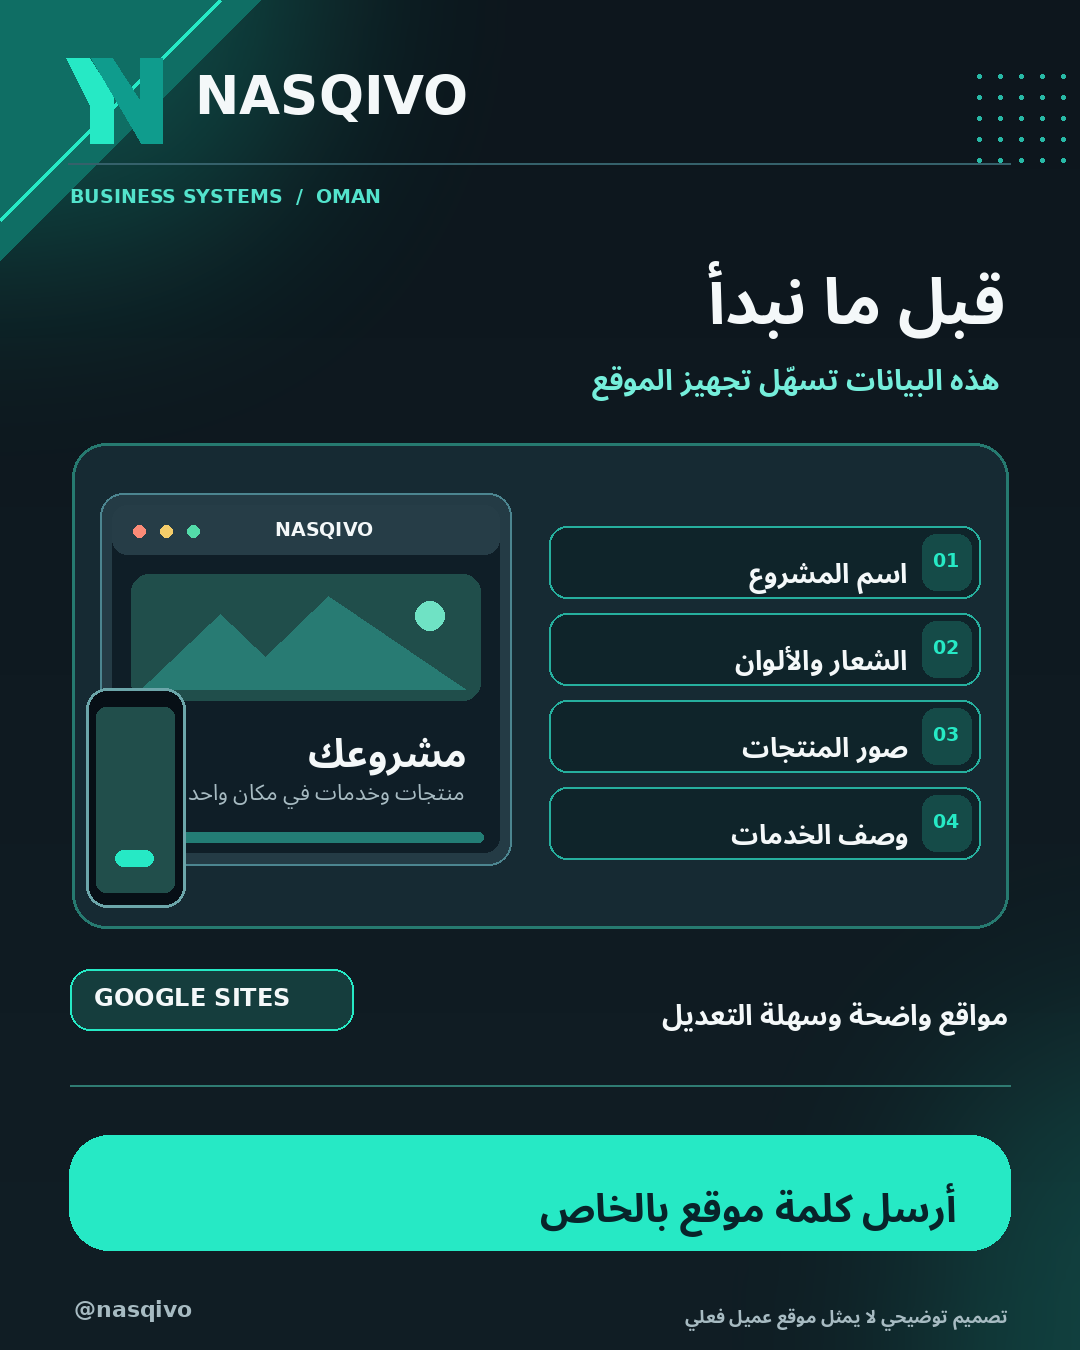 NASQIVO
BUSINESS SYSTEMS / OMAN
قبل ما نبدأ
هذه البيانات تسهّل تجهيز الموقع
NASQIVO
مشروعك
منتجات وخدمات في مكان واحد
01 اسم المشروع
02 الشعار والألوان
03 صور المنتجات
04 وصف الخدمات
GOOGLE SITES
مواقع واضحة وسهلة التعديل
أرسل كلمة موقع بالخاص
@nasqivo
تصميم توضيحي لا يمثل موقع عميل فعلي